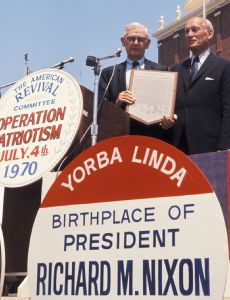 THE AMERICAN
REVIVAL
COMMITTEE
OPERATION
PATRIOTISM
JULY 4th
1970
YORBA LINDA
BIRTHPLACE OF
PRESIDENT
RICHARD M. NIXON